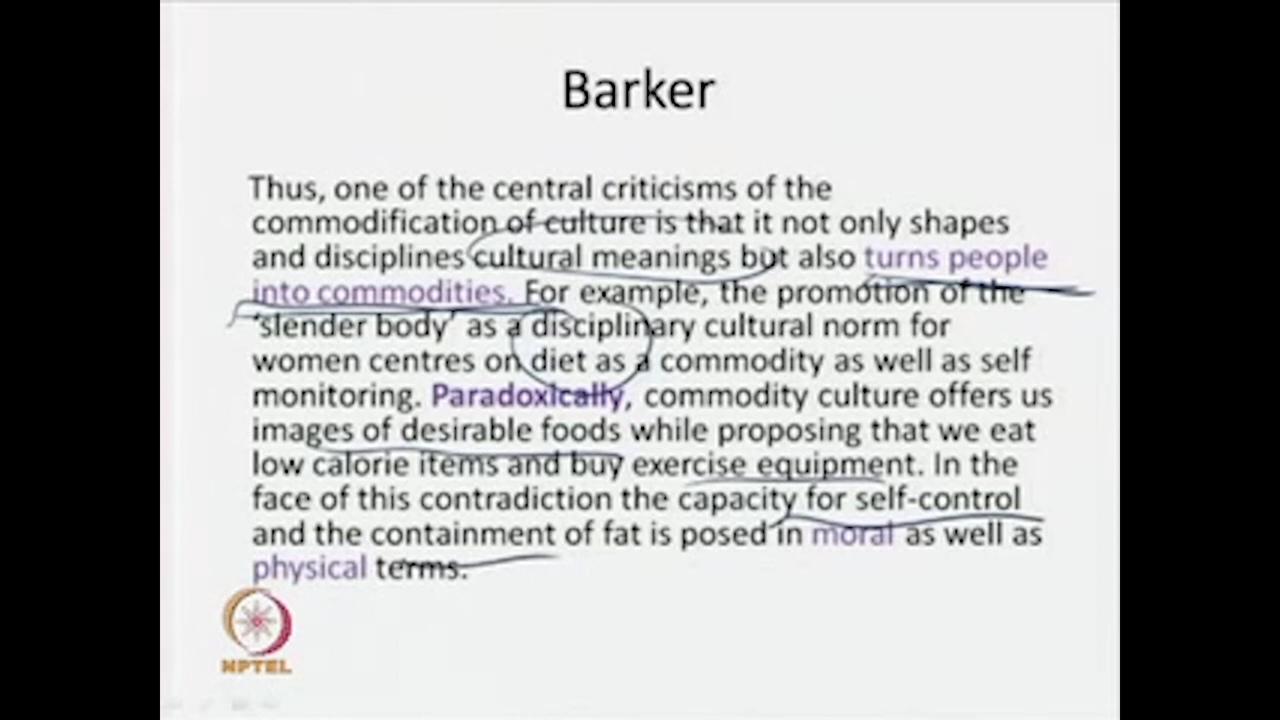 Barker
Thus, one of the central criticisms of the
commodification of culture is that it not only shapes
and disciplines cultural meanings but also turns people
into commodities. For example, the promotion of the
‘slender body’ as a disciplinary cultural norm for
women centres on diet as a commodity as well as self
monitoring. Paradoxically, commodity culture offers us
images of desirable foods while proposing that we eat
low calorie items and buy exercise equipment. In the
face of this contradiction the capacity for self-control
and the containment of fat is posed in moral as well as
physical terms.
NPTEL